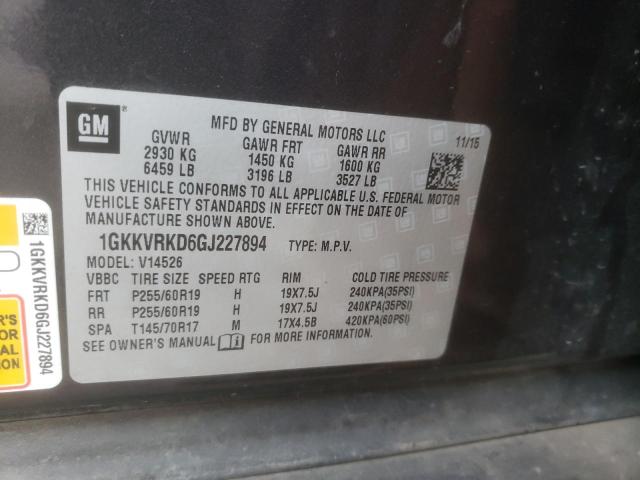 GM
MFD BY GENERAL MOTORS LLC
11/15
GVWR GAWR FRT GAWR RR
2930 KG 1450 KG 1600 KG
6459 LB 3196 LB 3527 LB
THIS VEHICLE CONFORMS TO ALL APPLICABLE U.S. FEDERAL MOTOR
VEHICLE SAFETY STANDARDS IN EFFECT ON THE DATE OF
MANUFACTURE SHOWN ABOVE.
1GKKVRKD6GJ227894 TYPE: M.P.V.
MODEL: V14526
VBBC TIRE SIZE SPEED RTG RIM COLD TIRE PRESSURE
FRT P255/60R19 H 19X7.5J 240KPA(35PSI)
RR P255/60R19 H 19X7.5J 240KPA(35PSI)
SPA T145/70R17 M 17X4.5B 420KPA(60PSI)
SEE OWNER'S MANUAL FOR MORE INFORMATION
1GKKVRKD6GJ227894